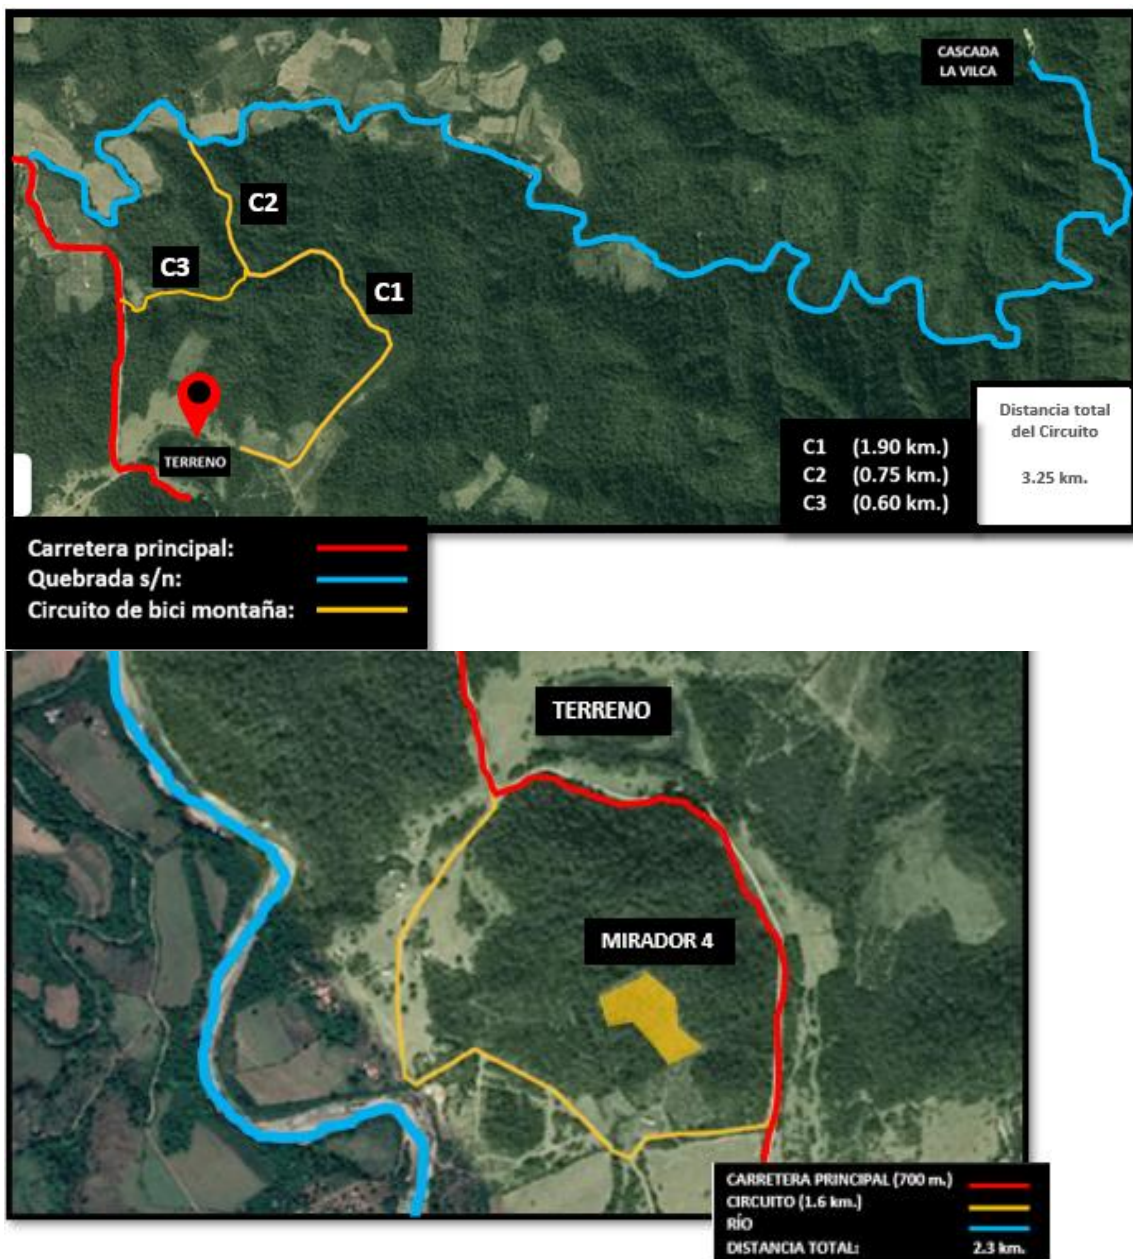 CASCADA
LA VILCA
C2
C3
C1
TERRENO
Distancia total
del Circuito
3.25 km.
C1 (1.90 km.)
C2 (0.75 km.)
C3 (0.60 km.)
Carretera principal:
Quebrada s/n:
Circuito de bici montaña:
TERRENO
MIRADOR 4
CARRETERA PRINCIPAL (700 m.)
CIRCUITO (1.6 km.)
RÍO
DISTANCIA TOTAL: 2.3 km.